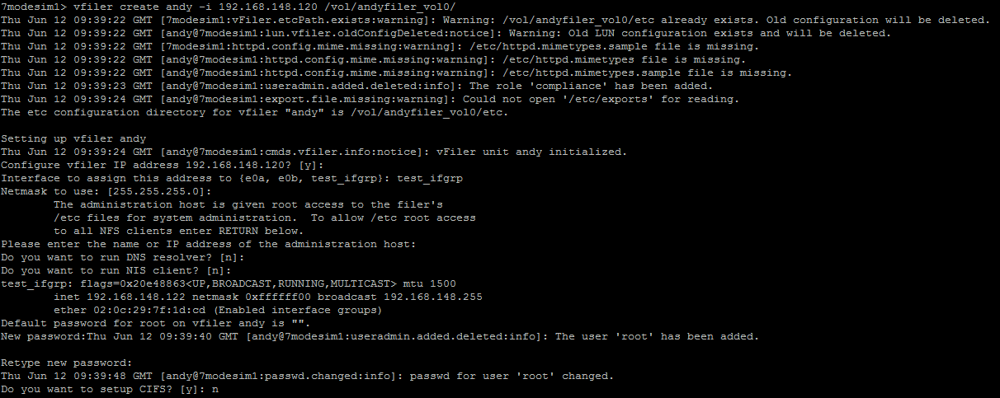 7modesim1> vfiler create andy -i 192.168.148.120 /vol/andyfiler_vol0/
Thu Jun 12 09:39:22 GMT [7modesim1:vFiler.etcPath.exists:warning]: Warning: /vol/andyfiler_vol0/etc already exists. Old configuration will be deleted.
Thu Jun 12 09:39:22 GMT [andy@7modesim1:lun.vfiler.oldConfigDeleted:notice]: Warning: Old LUN configuration exists and will be deleted.
Thu Jun 12 09:39:22 GMT [7modesim1:httpd.config.mime.missing:warning]: /etc/httpd.mimetypes.sample file is missing.
Thu Jun 12 09:39:22 GMT [andy@7modesim1:httpd.config.mime.missing:warning]: /etc/httpd.mimetypes file is missing.
Thu Jun 12 09:39:22 GMT [andy@7modesim1:httpd.config.mime.missing:warning]: /etc/httpd.mimetypes.sample file is missing.
Thu Jun 12 09:39:23 GMT [andy@7modesim1:useradmin.added.deleted:info]: The role 'compliance' has been added.
Thu Jun 12 09:39:24 GMT [andy@7modesim1:export.file.missing:warning]: Could not open '/etc/exports' for reading.
The etc configuration directory for vfiler "andy" is /vol/andyfiler_vol0/etc.
Setting up vfiler andy
Thu Jun 12 09:39:24 GMT [andy@7modesim1:cmds.vfiler.info:notice]: vFiler unit andy initialized.
Configure vfiler IP address 192.168.148.120? [y]:
Interface to assign this address to {e0a, e0b, test_ifgrp}: test_ifgrp
Netmask to use: [255.255.255.0]:
The administration host is given root access to the filer's
/etc files for system administration.  To allow /etc root access
to all NFS clients enter RETURN below.
Please enter the name or IP address of the administration host:
Do you want to run DNS resolver? [n]:
Do you want to run NIS client? [n]:
test_ifgrp: flags=0x20e48863<UP,BROADCAST,RUNNING,MULTICAST> mtu 1500
inet 192.168.148.122 netmask 0xffffff00 broadcast 192.168.148.255
ether 02:0c:29:7f:1d:cd (Enabled interface groups)
Default password for root on vfiler andy is "".
New password:Thu Jun 12 09:39:40 GMT [andy@7modesim1:useradmin.added.deleted:info]: The user 'root' has been added.
Retype new password:
Thu Jun 12 09:39:48 GMT [andy@7modesim1:passwd.changed:info]: passwd for user 'root' changed.
Do you want to setup CIFS? [y]: n